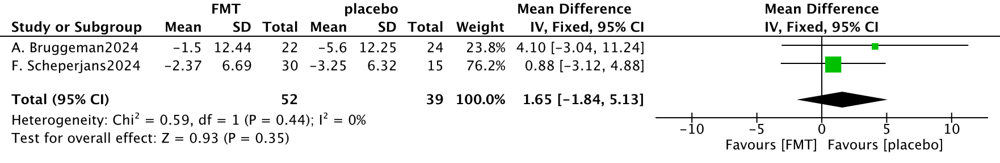 FMT placebo Mean Difference Mean Difference
Study or Subgroup Mean SD Total Mean SD Total Weight IV, Fixed, 95% CI IV, Fixed, 95% CI
A. Bruggeman2024 −1.5 12.44 22 −5.6 12.25 24 23.8% 4.10 [−3.04, 11.24]
F. Scheperjans2024 −2.37 6.69 30 −3.25 6.32 15 76.2% 0.88 [−3.12, 4.88]
Total (95% CI) 52 39 100.0% 1.65 [−1.84, 5.13]
Heterogeneity: Chi² = 0.59, df = 1 (P = 0.44); I² = 0%
Test for overall effect: Z = 0.93 (P = 0.35)
−10 −5 0 5 10
Favours [FMT] Favours [placebo]